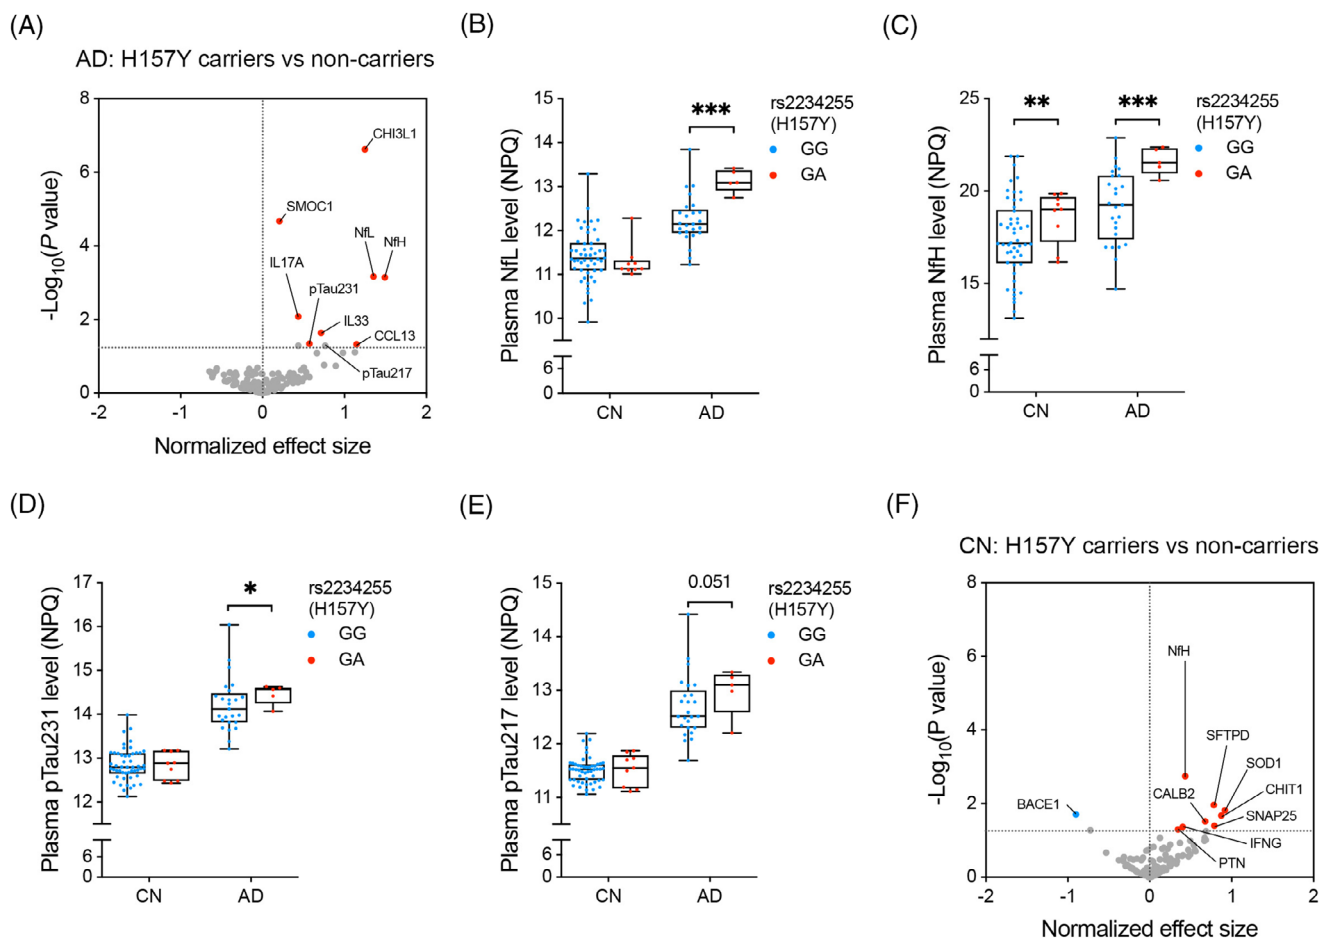 (A)
AD: H157Y carriers vs non-carriers
8
6
4
2
0
-2
-1
0
1
2
-Log10(P value)
Normalized effect size
CHI3L1
SMOC1
NfL
NfH
IL17A
pTau231
IL33
CCL13
pTau217
(B)
15
14
13
12
11
10
6
0
Plasma NfL level (NPQ)
CN
AD
***
rs2234255
(H157Y)
GG
GA
(C)
25
20
15
6
0
Plasma NfH level (NPQ)
CN
AD
**
***
rs2234255
(H157Y)
GG
GA
(D)
17
16
15
14
13
12
6
0
Plasma pTau231 level (NPQ)
CN
AD
*
rs2234255
(H157Y)
GG
GA
(E)
15
14
13
12
11
6
0
Plasma pTau217 level (NPQ)
CN
AD
0.051
rs2234255
(H157Y)
GG
GA
(F)
CN: H157Y carriers vs non-carriers
8
6
4
2
0
-2
-1
0
1
2
-Log10(P value)
Normalized effect size
NfH
SFTPD
SOD1
CALB2
CHIT1
BACE1
SNAP25
IFNG
PTN